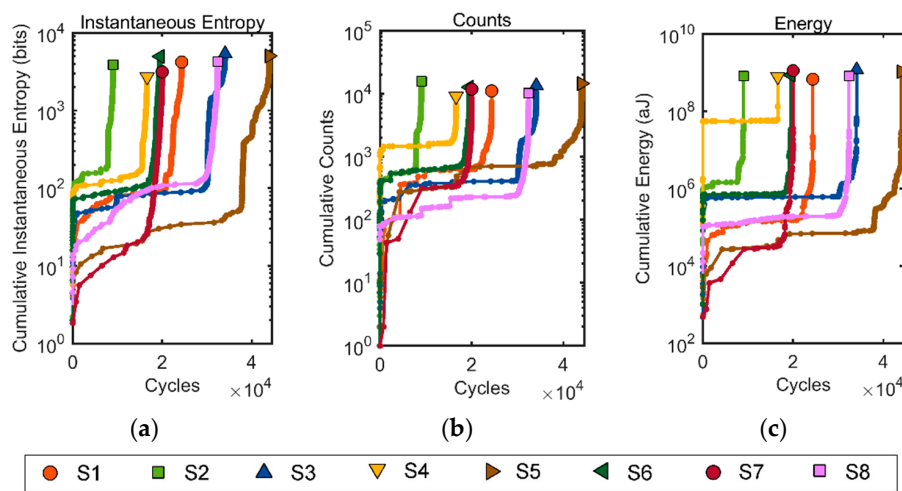 Instantaneous Entropy
Cumulative Instantaneous Entropy (bits)
10^4
10^3
10^2
10^1
10^0
0
2
4
Cycles
×10^4
(a)
Counts
Cumulative Counts
10^5
10^4
10^3
10^2
10^1
10^0
0
2
4
Cycles
×10^4
(b)
Energy
Cumulative Energy (aJ)
10^10
10^8
10^6
10^4
10^2
0
2
4
Cycles
×10^4
(c)
S1 S2 S3 S4 S5 S6 S7 S8